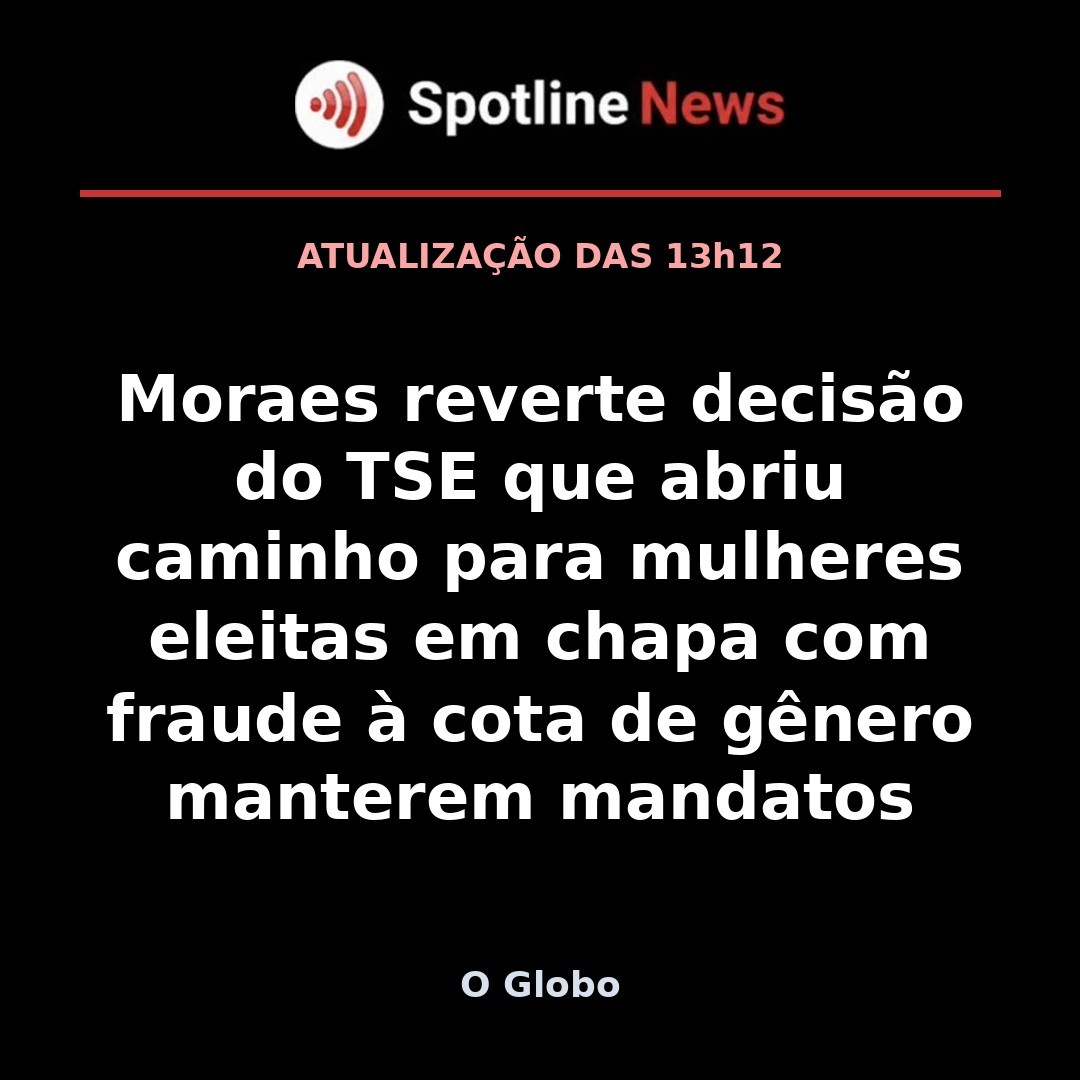 Spotline News
ATUALIZAÇÃO DAS 13h12
Moraes reverte decisão
do TSE que abriu
caminho para mulheres
eleitas em chapa com
fraude à cota de gênero
manterem mandatos
O Globo